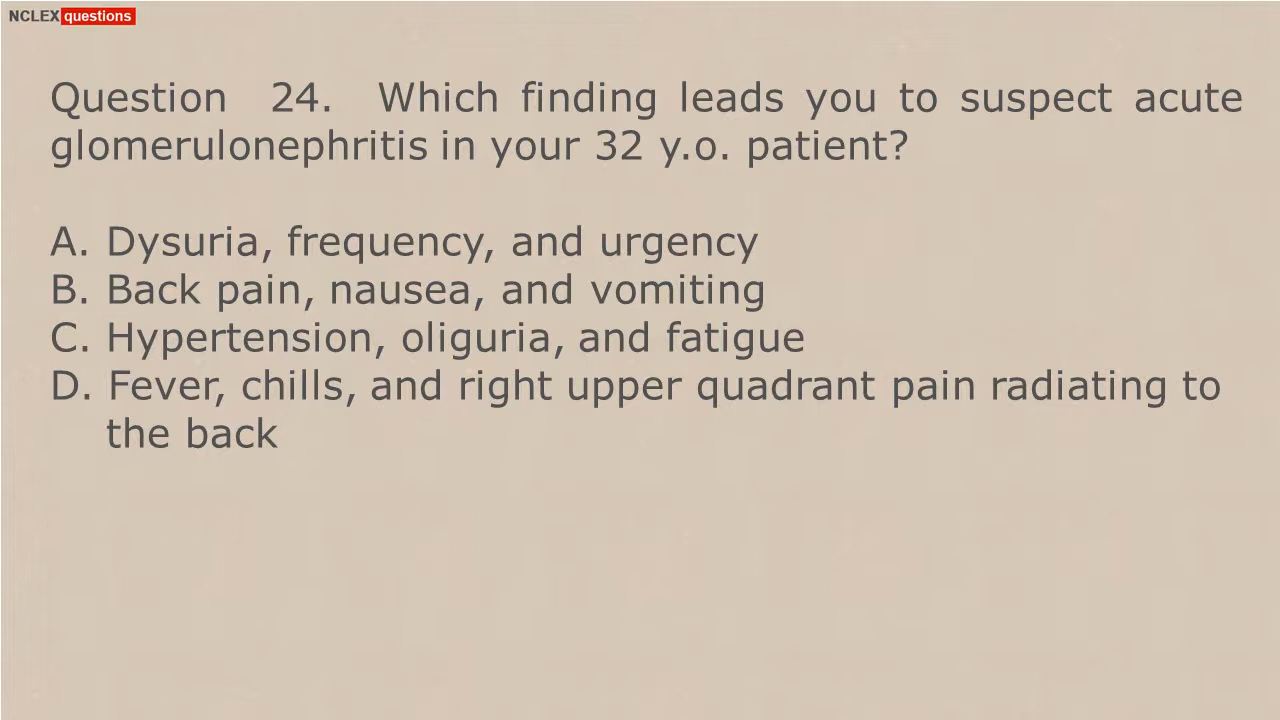 NCLEX questions
Question 24. Which finding leads you to suspect acute
glomerulonephritis in your 32 y.o. patient?
A. Dysuria, frequency, and urgency
B. Back pain, nausea, and vomiting
C. Hypertension, oliguria, and fatigue
D. Fever, chills, and right upper quadrant pain radiating to
the back